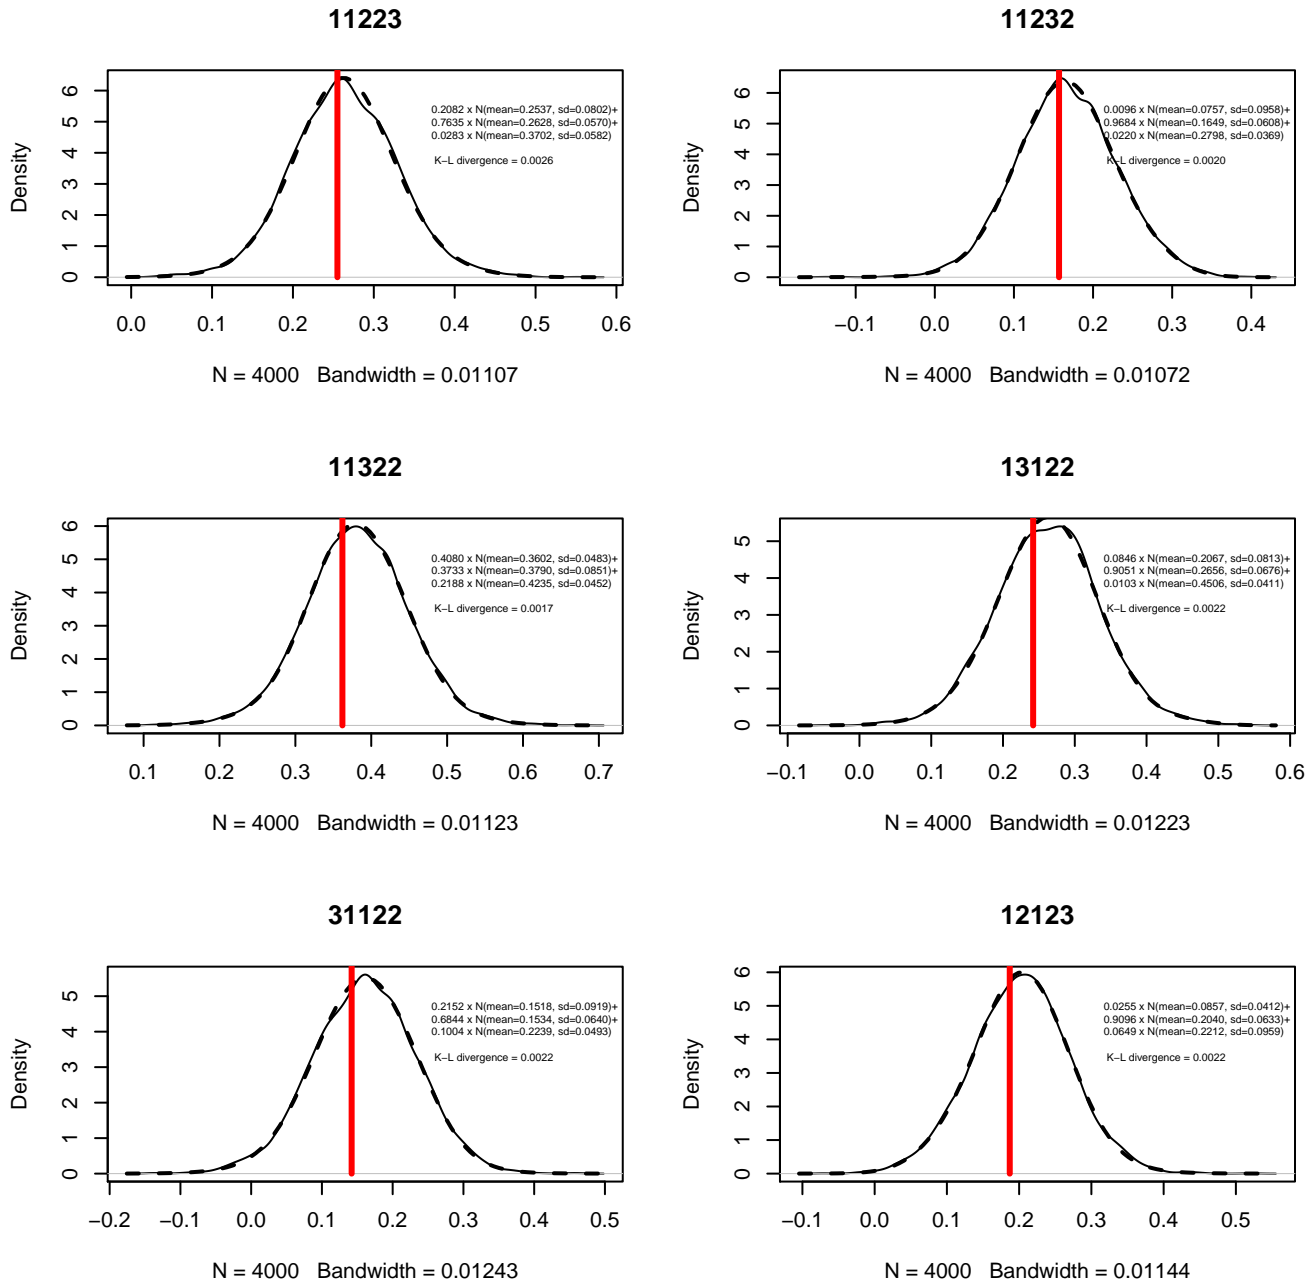 11223
Density
0 1 2 3 4 5 6
0.2082 x N(mean=0.2537, sd=0.0802)+
0.7635 x N(mean=0.2628, sd=0.0570)+
0.0283 x N(mean=0.3702, sd=0.0582)
K−L divergence = 0.0026
0.0 0.1 0.2 0.3 0.4 0.5 0.6
N = 4000 Bandwidth = 0.01107
11232
Density
0 1 2 3 4 5 6
0.0096 x N(mean=0.0757, sd=0.0958)+
0.9684 x N(mean=0.1649, sd=0.0608)+
0.0220 x N(mean=0.2798, sd=0.0369)
K−L divergence = 0.0020
−0.1 0.0 0.1 0.2 0.3 0.4
N = 4000 Bandwidth = 0.01072
11322
Density
0 1 2 3 4 5 6
0.4080 x N(mean=0.3602, sd=0.0483)+
0.3733 x N(mean=0.3790, sd=0.0851)+
0.2188 x N(mean=0.4235, sd=0.0452)
K−L divergence = 0.0017
0.1 0.2 0.3 0.4 0.5 0.6 0.7
N = 4000 Bandwidth = 0.01123
13122
Density
0 1 2 3 4 5
0.0846 x N(mean=0.2067, sd=0.0813)+
0.9051 x N(mean=0.2656, sd=0.0676)+
0.0103 x N(mean=0.4506, sd=0.0411)
K−L divergence = 0.0022
−0.1 0.0 0.1 0.2 0.3 0.4 0.5 0.6
N = 4000 Bandwidth = 0.01223
31122
Density
0 1 2 3 4 5
0.2152 x N(mean=0.1518, sd=0.0919)+
0.6844 x N(mean=0.1534, sd=0.0640)+
0.1004 x N(mean=0.2239, sd=0.0493)
K−L divergence = 0.0022
−0.2 −0.1 0.0 0.1 0.2 0.3 0.4 0.5
N = 4000 Bandwidth = 0.01243
12123
Density
0 1 2 3 4 5 6
0.0255 x N(mean=0.0857, sd=0.0412)+
0.9096 x N(mean=0.2040, sd=0.0633)+
0.0649 x N(mean=0.2212, sd=0.0959)
K−L divergence = 0.0022
−0.1 0.0 0.1 0.2 0.3 0.4 0.5
N = 4000 Bandwidth = 0.01144